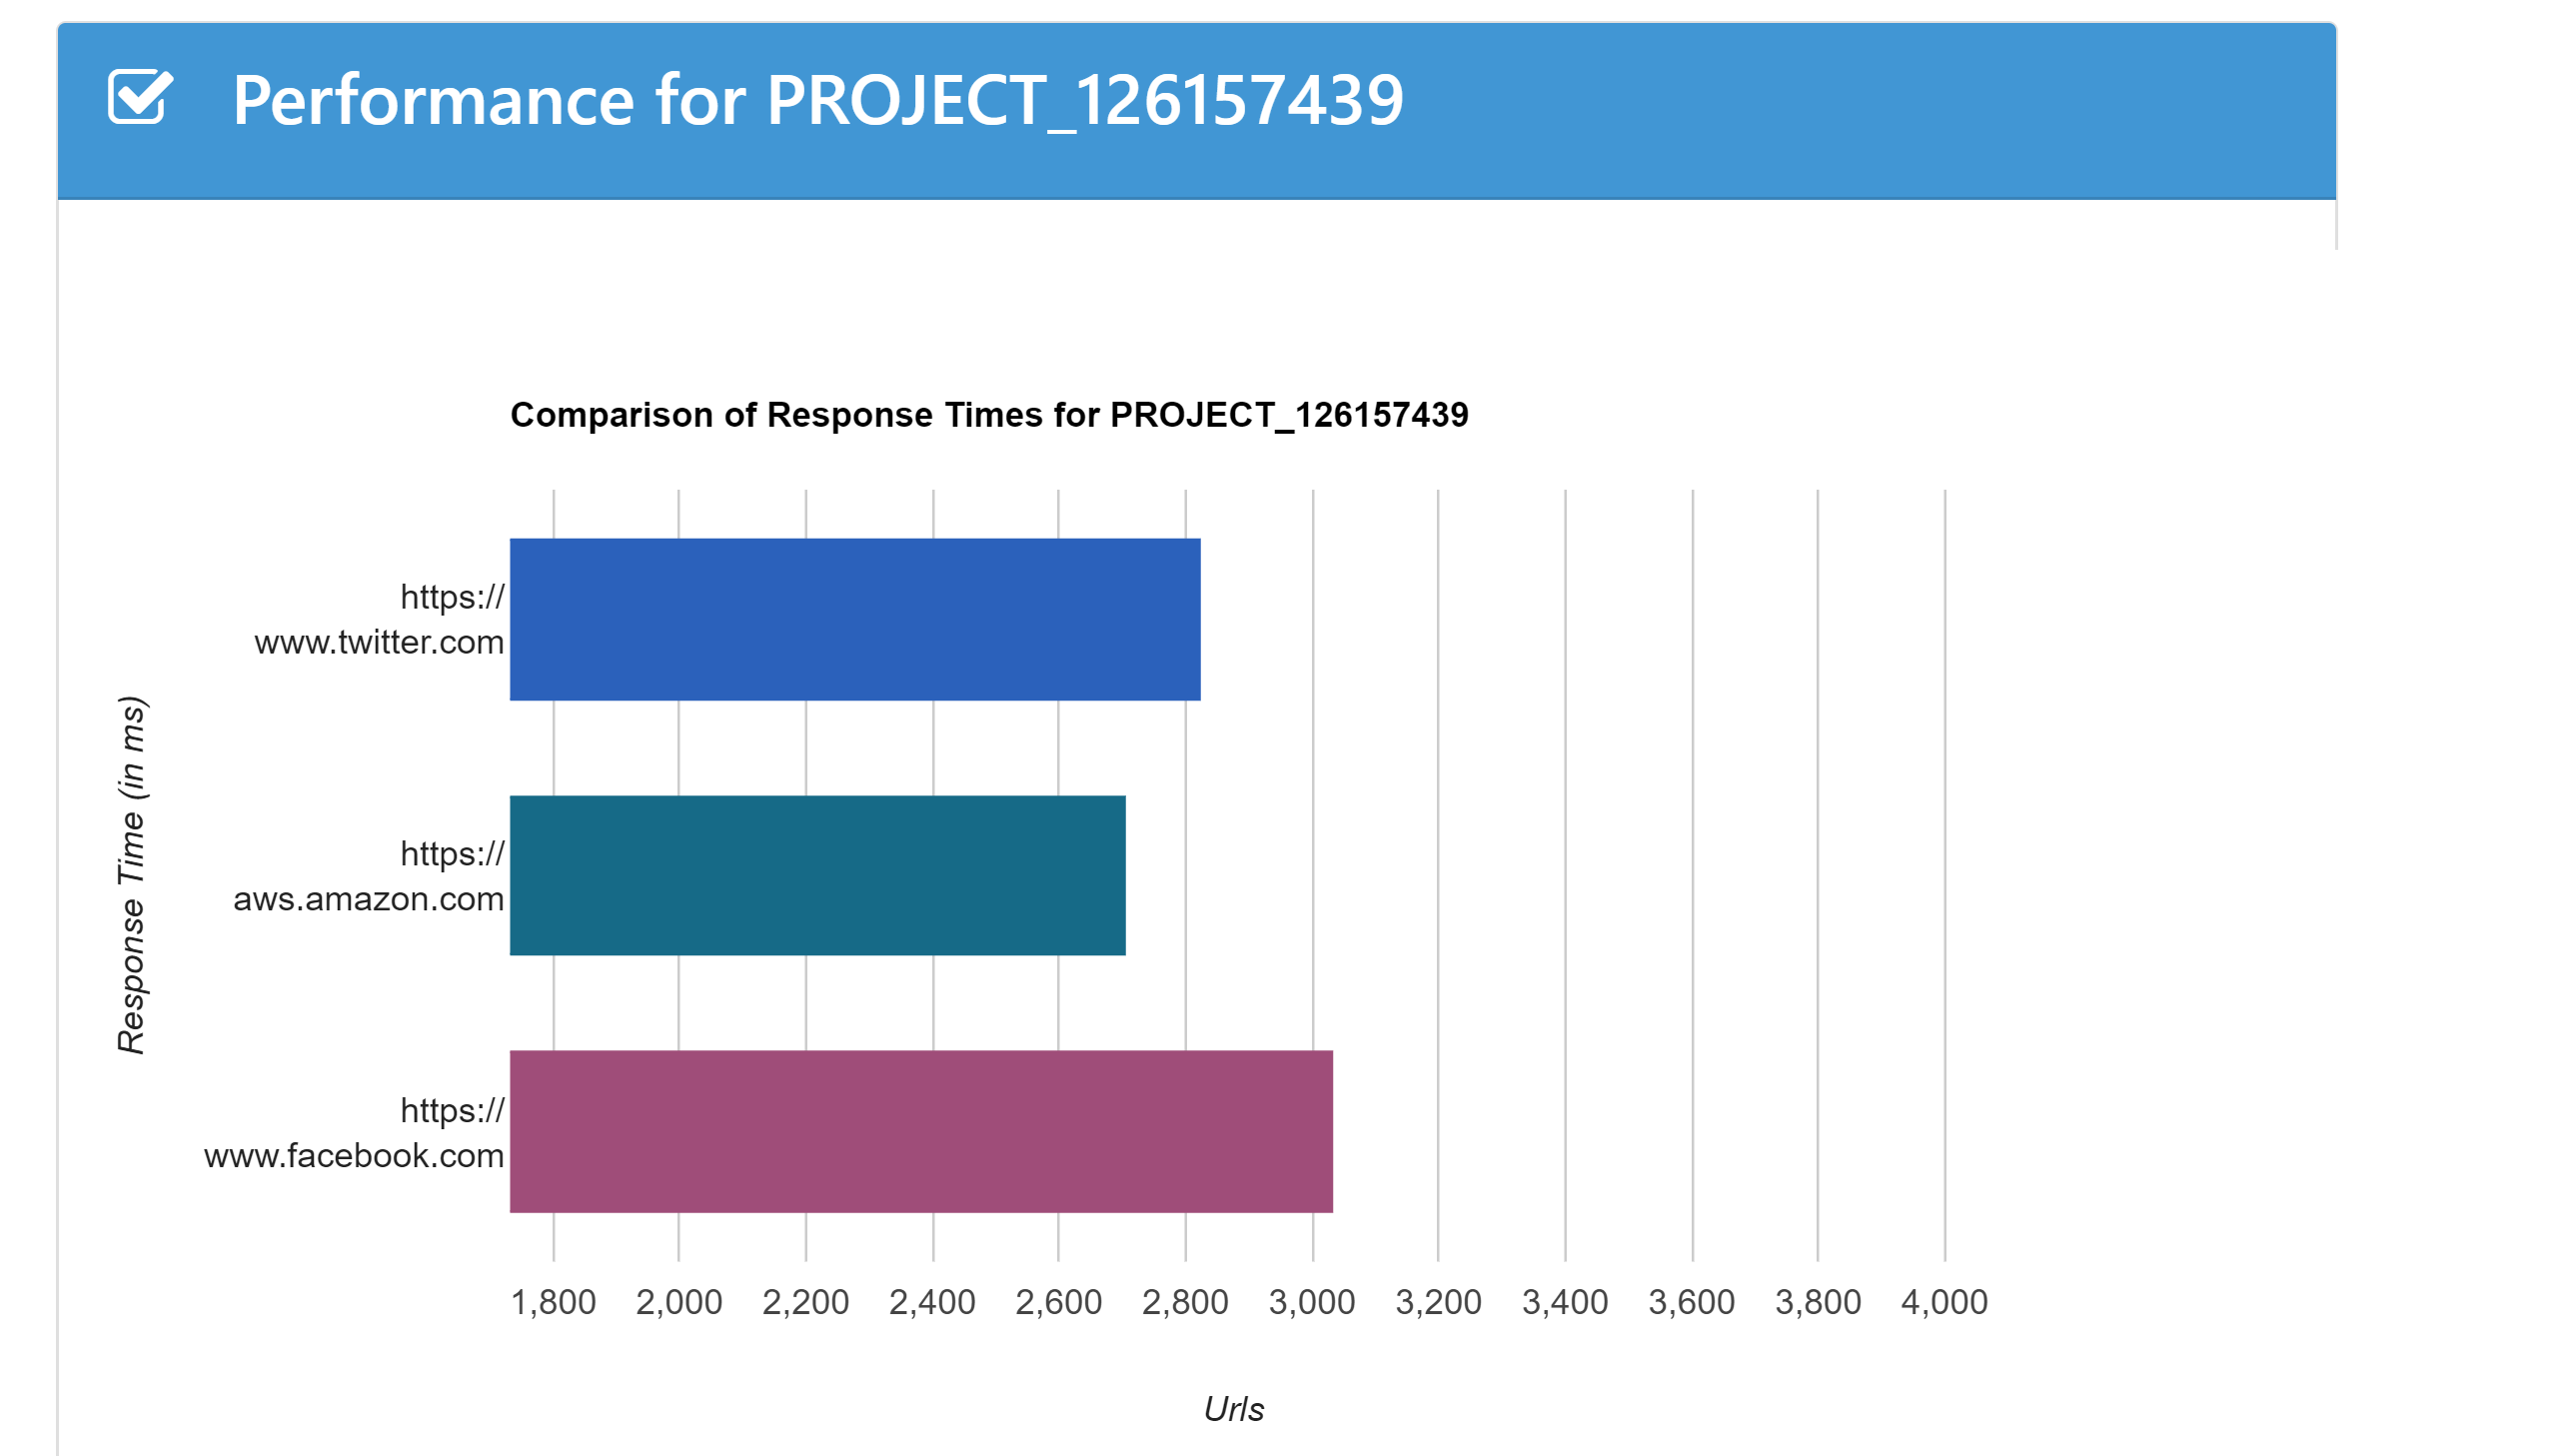 Performance for PROJECT_126157439
Comparison of Response Times for PROJECT_126157439
Response Time (in ms)
https://
www.twitter.com
https://
aws.amazon.com
https://
www.facebook.com
1,800 2,000 2,200 2,400 2,600 2,800 3,000 3,200 3,400 3,600 3,800 4,000
Urls